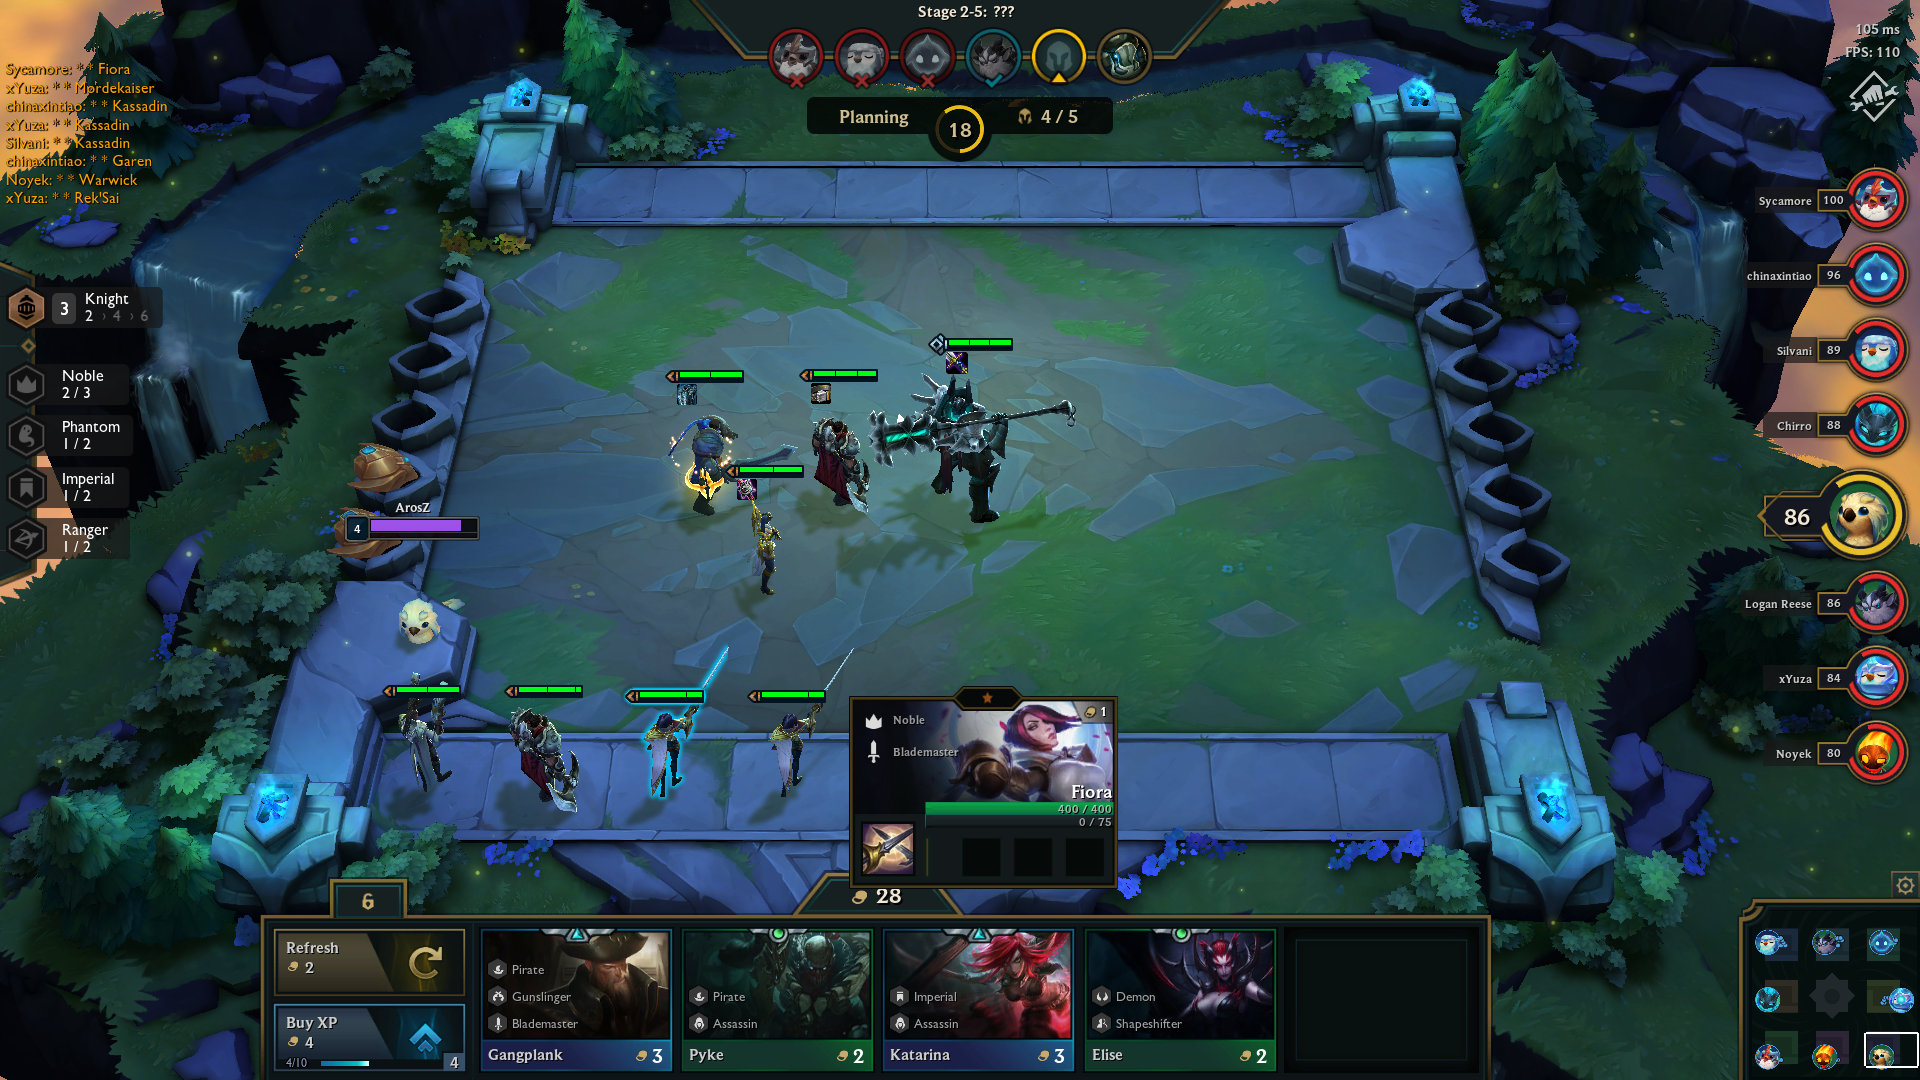 Stage 2-5: ???
105 ms
FPS: 110
Planning
18
4 / 5
Sycamore: * * Fiora
xYuza: * * Mordekaiser
chinaxintiao: * * Kassadin
xYuza: * * Kassadin
Silvani: * * Kassadin
chinaxintiao: * * Garen
Noyek: * * Warwick
xYuza: * * Rek'Sai
3
Knight
2 › 4 › 6
Noble
2 / 3
Phantom
1 / 2
Imperial
1 / 2
Ranger
1 / 2
ArosZ
4
Sycamore 100
chinaxintiao 96
Silvani 89
Chirro 88
86
Logan Reese 86
xYuza 84
Noyek 80
Noble
1
Blademaster
Fiora
400 / 400
0 / 75
28
6
Refresh
2
Buy XP
4
4/10
4
Pirate
Gunslinger
Blademaster
Gangplank 3
Pirate
Assassin
Pyke 2
Imperial
Assassin
Katarina 3
Demon
Shapeshifter
Elise 2